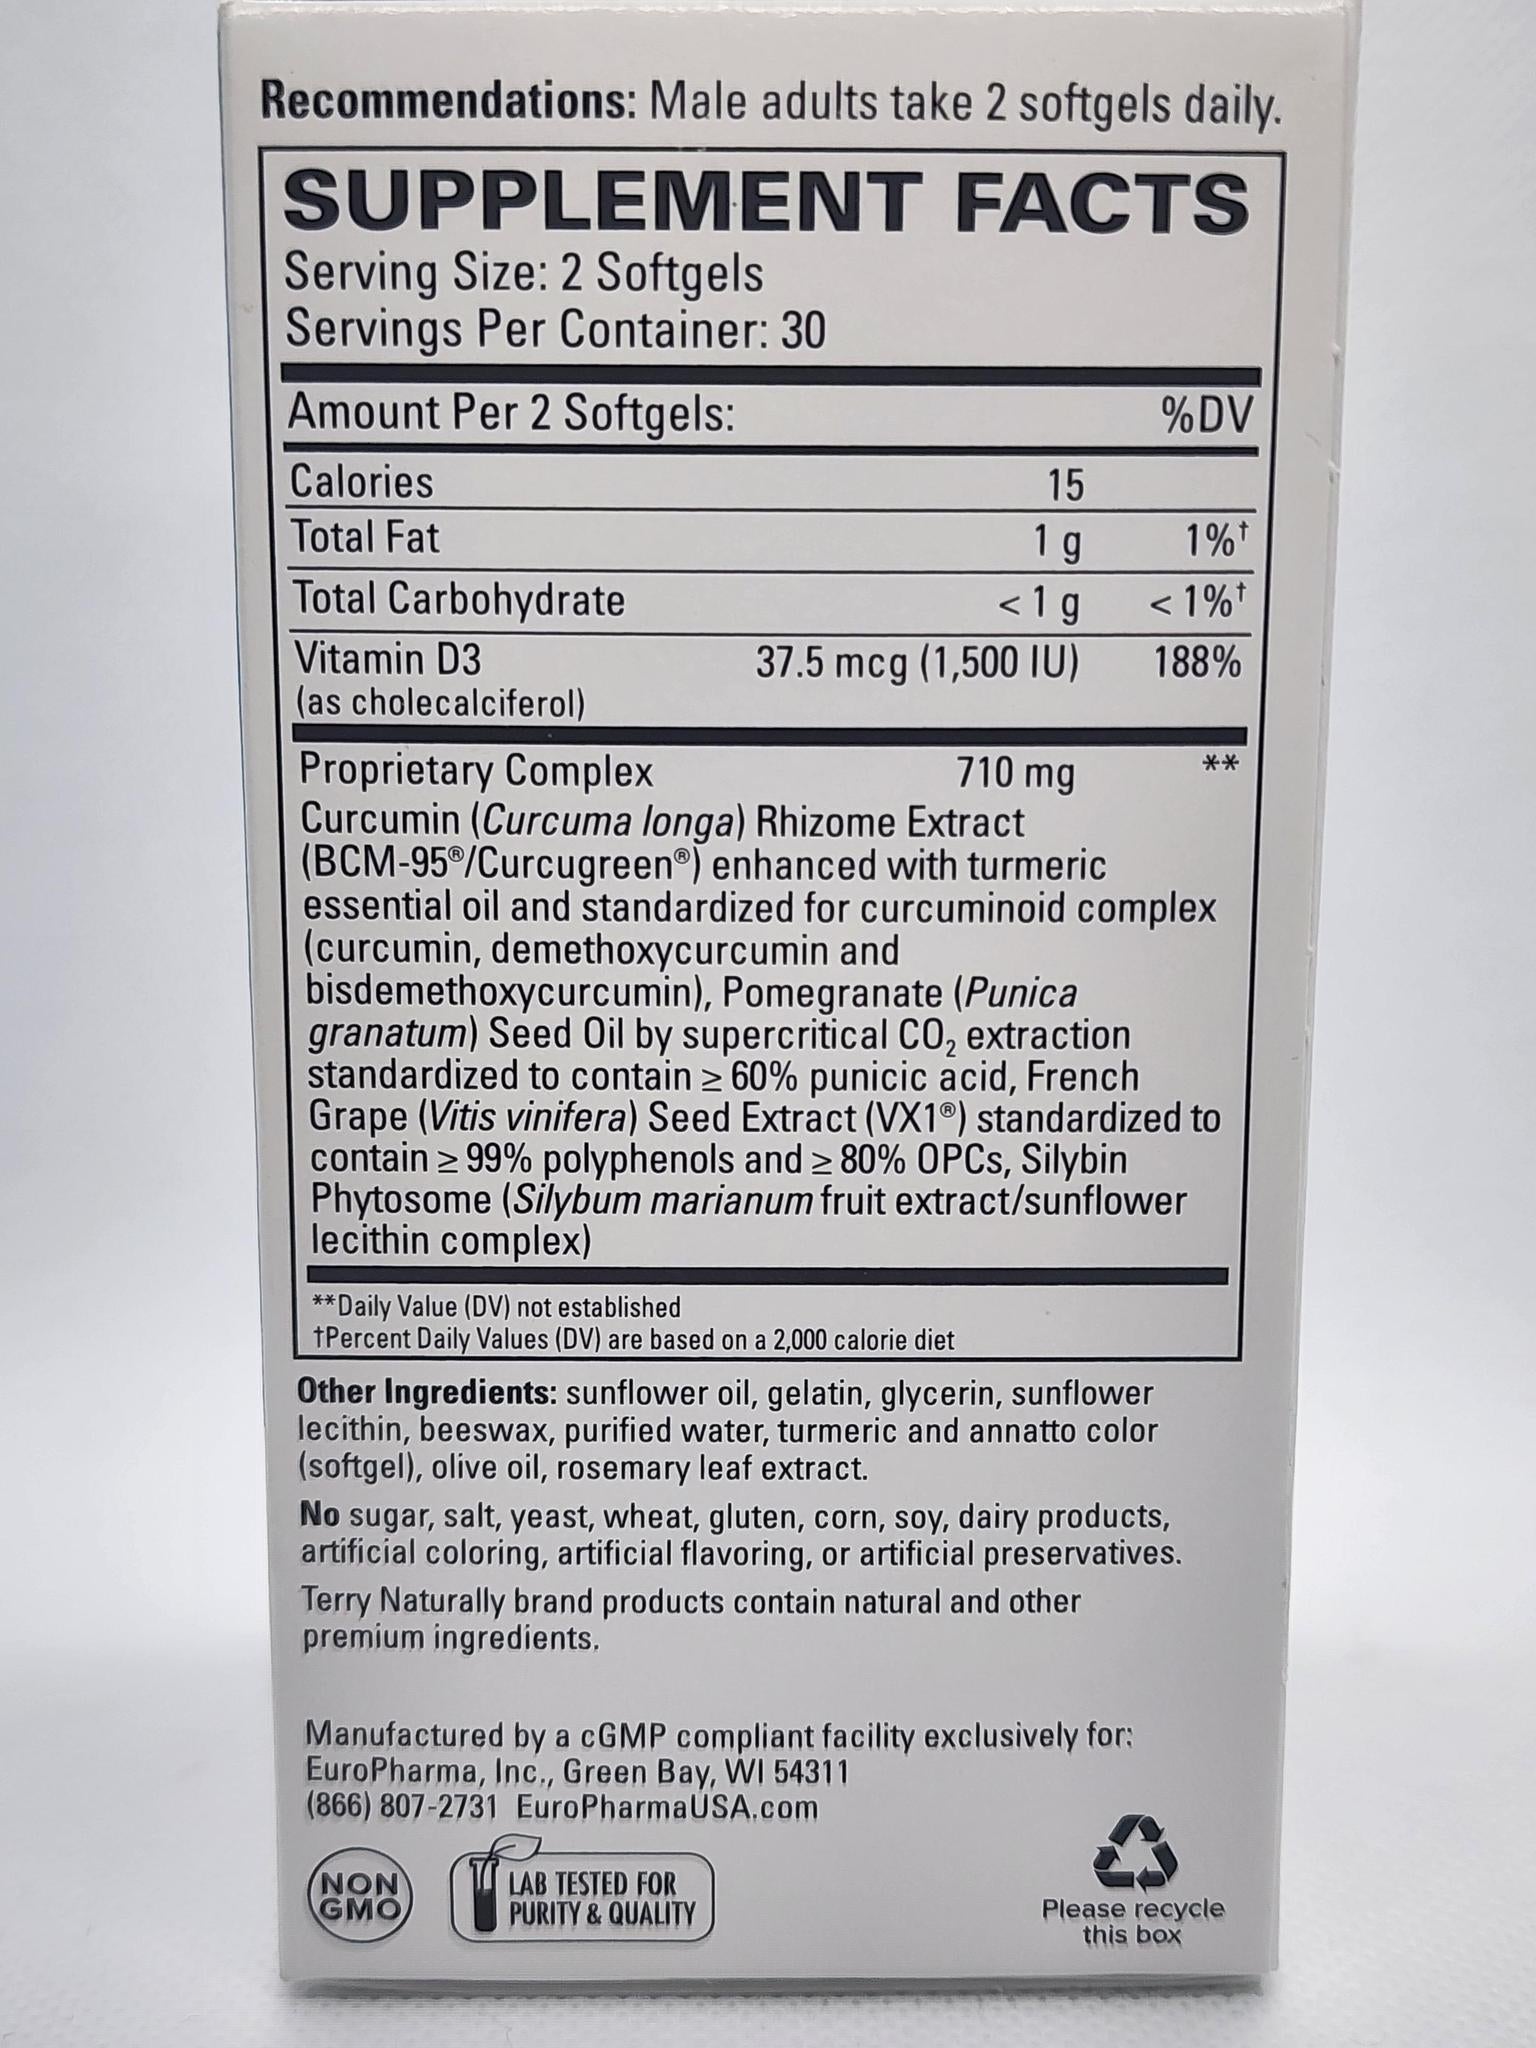 Recommendations: Male adults take 2 softgels daily.
SUPPLEMENT FACTS
Serving Size: 2 Softgels
Servings Per Container: 30
Amount Per 2 Softgels: %DV
Calories 15
Total Fat 1 g 1%†
Total Carbohydrate < 1 g < 1%†
Vitamin D3 37.5 mcg (1,500 IU) 188%
(as cholecalciferol)
Proprietary Complex 710 mg **
Curcumin (Curcuma longa) Rhizome Extract
(BCM-95®/Curcugreen®) enhanced with turmeric
essential oil and standardized for curcuminoid complex
(curcumin, demethoxycurcumin and
bisdemethoxycurcumin), Pomegranate (Punica
granatum) Seed Oil by supercritical CO₂ extraction
standardized to contain ≥ 60% punicic acid, French
Grape (Vitis vinifera) Seed Extract (VX1®) standardized to
contain ≥ 99% polyphenols and ≥ 80% OPCs, Silybin
Phytosome (Silybum marianum fruit extract/sunflower
lecithin complex)
**Daily Value (DV) not established
†Percent Daily Values (DV) are based on a 2,000 calorie diet
Other Ingredients: sunflower oil, gelatin, glycerin, sunflower
lecithin, beeswax, purified water, turmeric and annatto color
(softgel), olive oil, rosemary leaf extract.
No sugar, salt, yeast, wheat, gluten, corn, soy, dairy products,
artificial coloring, artificial flavoring, or artificial preservatives.
Terry Naturally brand products contain natural and other
premium ingredients.
Manufactured by a cGMP compliant facility exclusively for:
EuroPharma, Inc., Green Bay, WI 54311
(866) 807-2731 EuroPharmaUSA.com
NON
GMO
LAB TESTED FOR
PURITY & QUALITY
Please recycle
this box